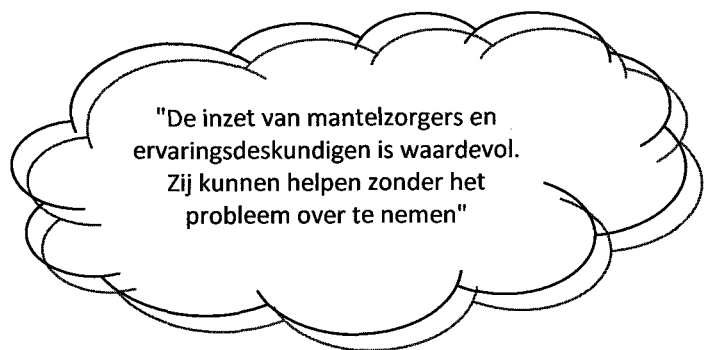 "De inzet van mantelzorgers en
ervaringsdeskundigen is waardevol.
Zij kunnen helpen zonder het
probleem over te nemen"